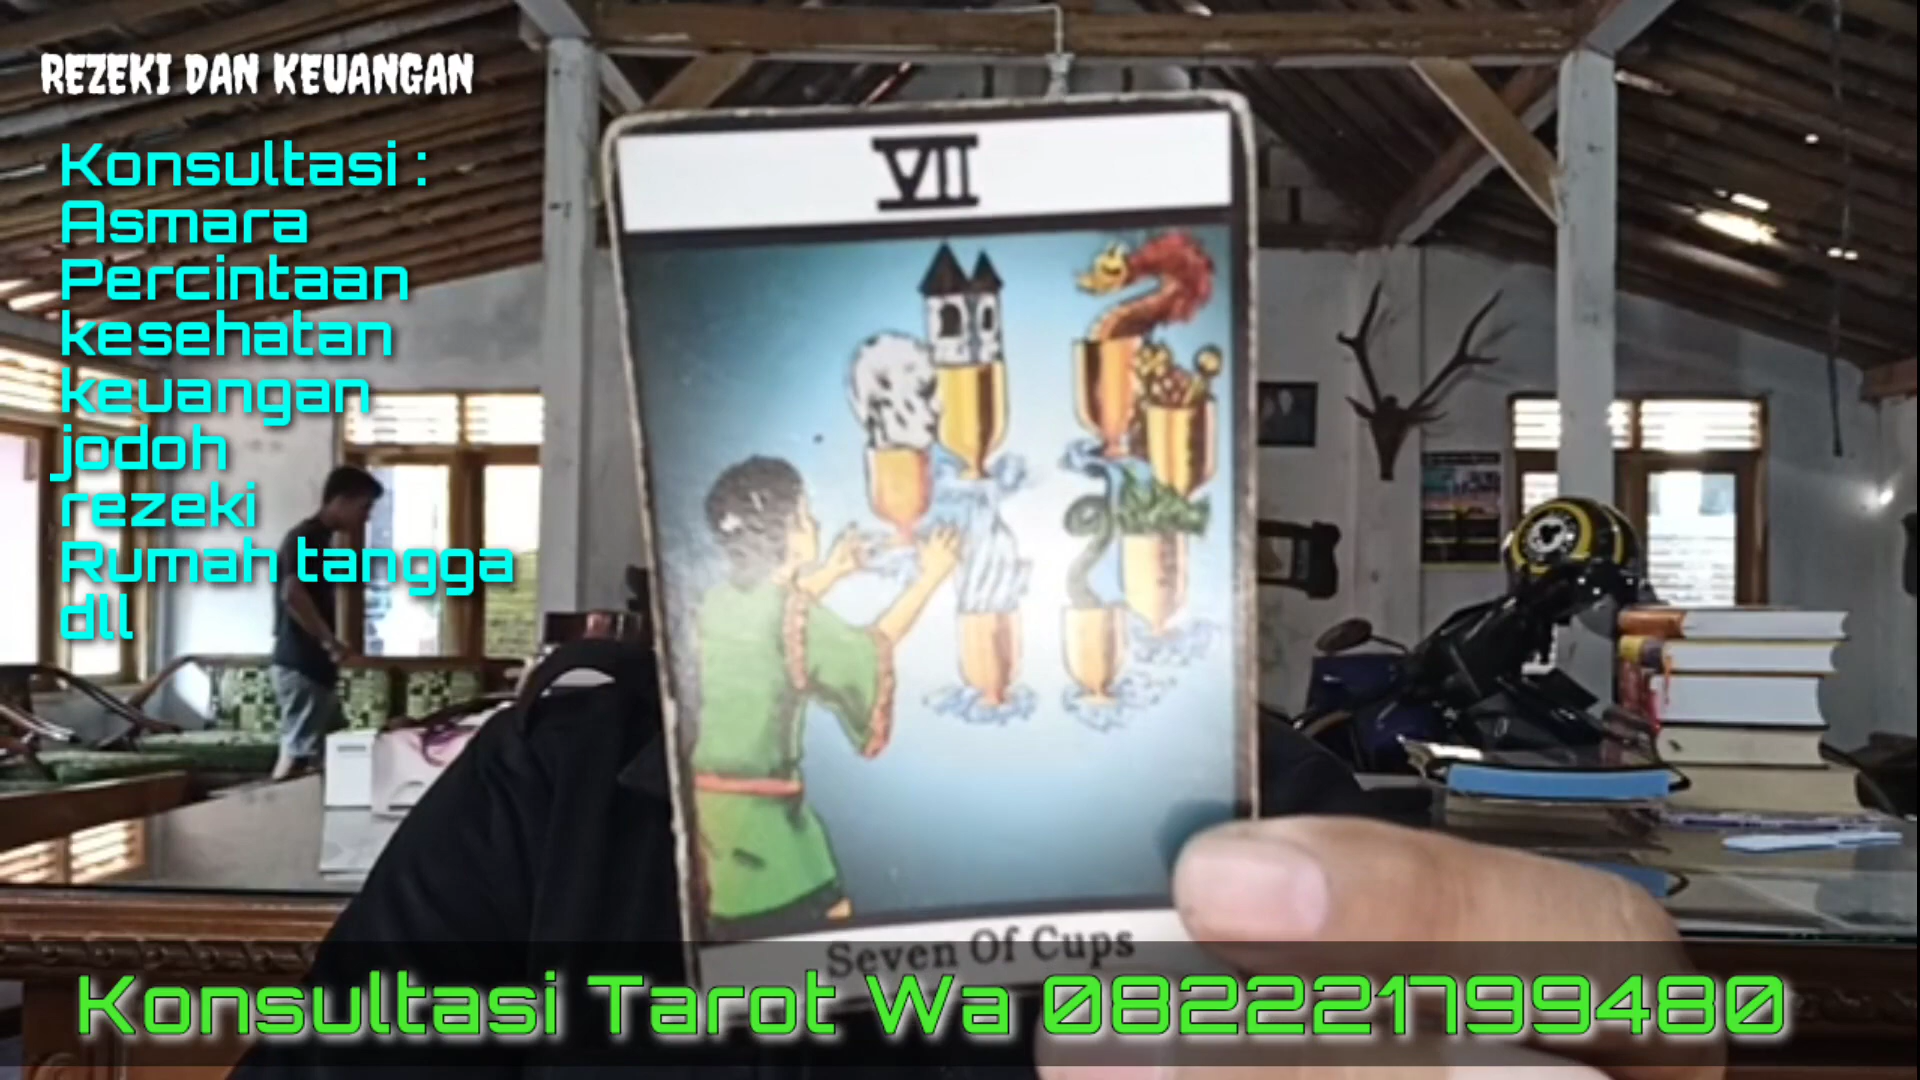 REZEKI DAN KEUANGAN
Konsultasi :
Asmara
Percintaan
kesehatan
keuangan
jodoh
rezeki
Rumah tangga
dll
VII
Seven Of Cups
Konsultasi Tarot Wa 082221799480